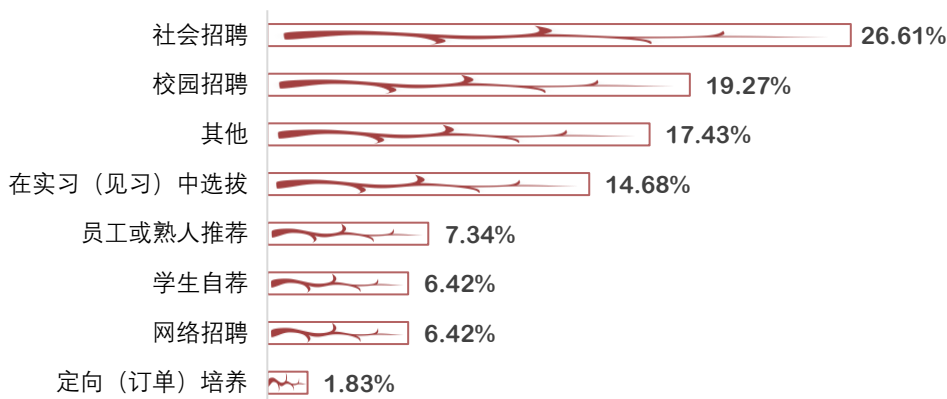 社会招聘 26.61%
校园招聘 19.27%
其他 17.43%
在实习（见习）中选拔 14.68%
员工或熟人推荐 7.34%
学生自荐 6.42%
网络招聘 6.42%
定向（订单）培养 1.83%